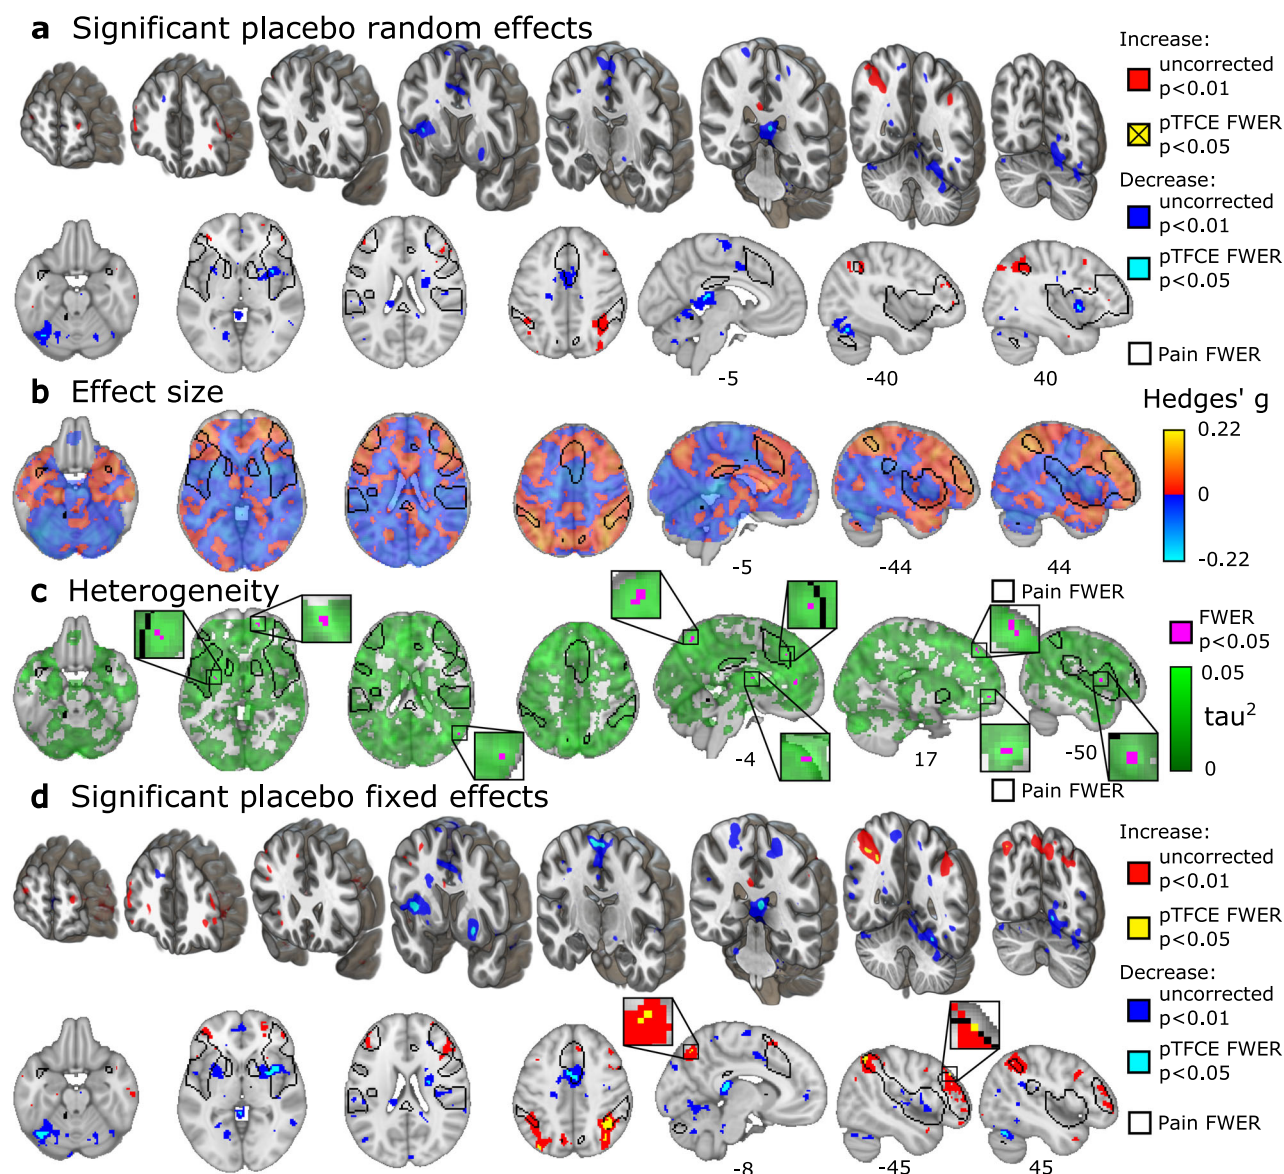 a Significant placebo random effects
Increase:
uncorrected
p<0.01
pTFCE FWER
p<0.05
Decrease:
uncorrected
p<0.01
pTFCE FWER
p<0.05
Pain FWER
-5
-40
40
b Effect size
Hedges' g
0.22
0
-0.22
-5
-44
44
c Heterogeneity
Pain FWER
FWER
p<0.05
0.05
tau²
0
-4
17
-50
Pain FWER
d Significant placebo fixed effects
Increase:
uncorrected
p<0.01
pTFCE FWER
p<0.05
Decrease:
uncorrected
p<0.01
pTFCE FWER
p<0.05
Pain FWER
-8
-45
45